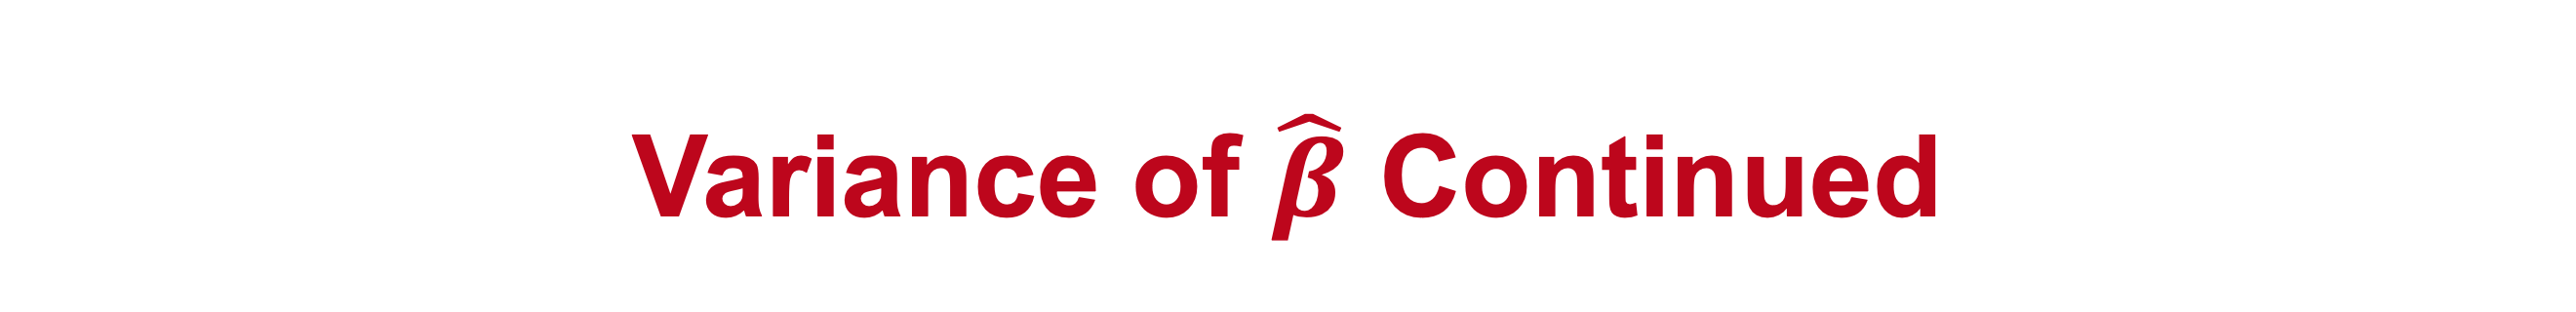 Variance of β̂ Continued